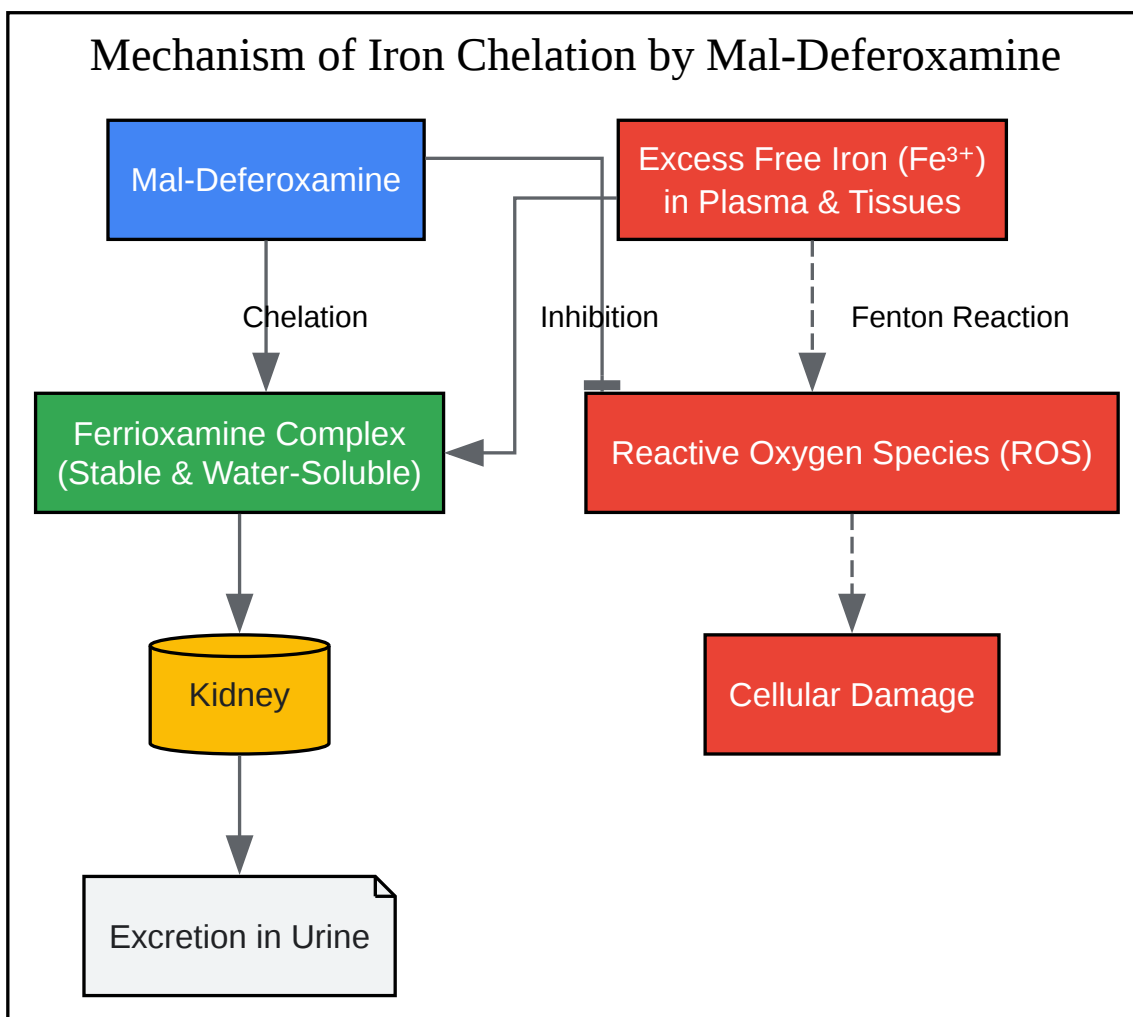 Mechanism of Iron Chelation by Mal-Deferoxamine
Mal-Deferoxamine
Excess Free Iron (Fe³⁺)
in Plasma & Tissues
Chelation
Inhibition
Fenton Reaction
Ferrioxamine Complex
(Stable & Water-Soluble)
Reactive Oxygen Species (ROS)
Kidney
Cellular Damage
Excretion in Urine